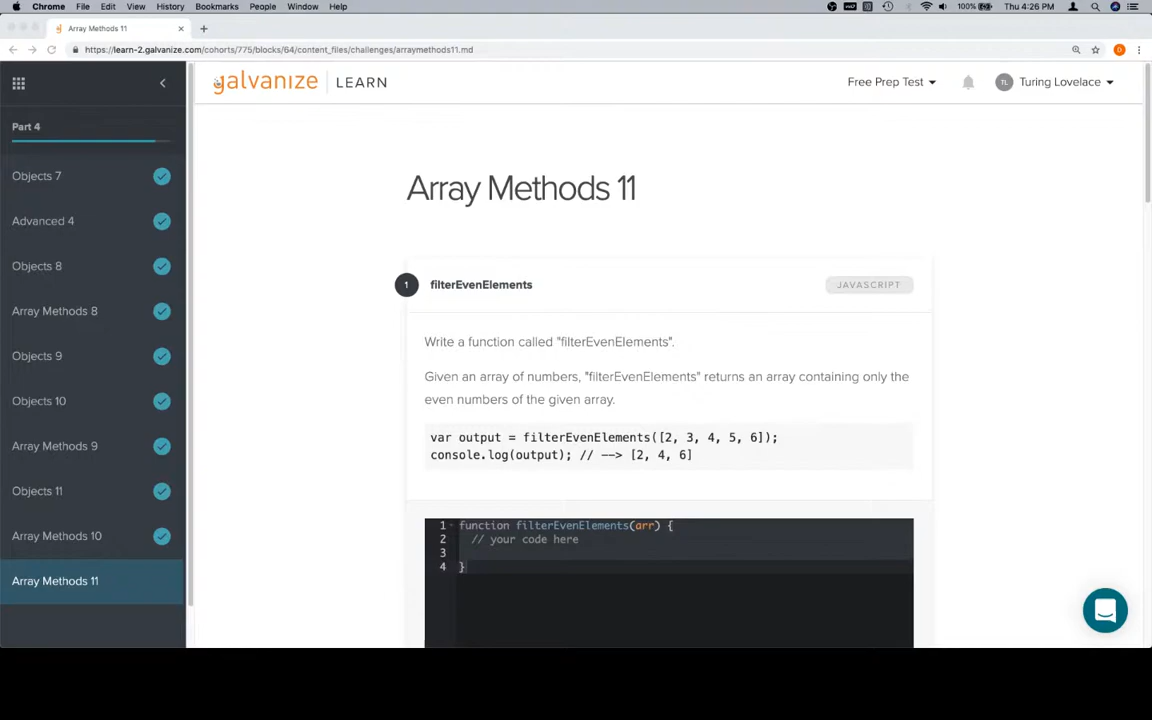 Chrome File Edit View History Bookmarks People Window Help 100% Thu 4:26 PM
Array Methods 11
https://learn-2.galvanize.com/cohorts/775/blocks/64/content_files/challenges/arraymethods11.md
D
galvanize LEARN
Free Prep Test
TL Turing Lovelace
Part 4
Objects 7
Advanced 4
Objects 8
Array Methods 8
Objects 9
Objects 10
Array Methods 9
Objects 11
Array Methods 10
Array Methods 11
Array Methods 11
1 filterEvenElements JAVASCRIPT
Write a function called "filterEvenElements".
Given an array of numbers, "filterEvenElements" returns an array containing only the
even numbers of the given array.
var output = filterEvenElements([2, 3, 4, 5, 6]);
console.log(output); // --> [2, 4, 6]
1 function filterEvenElements(arr) {
2 // your code here
3
4 }